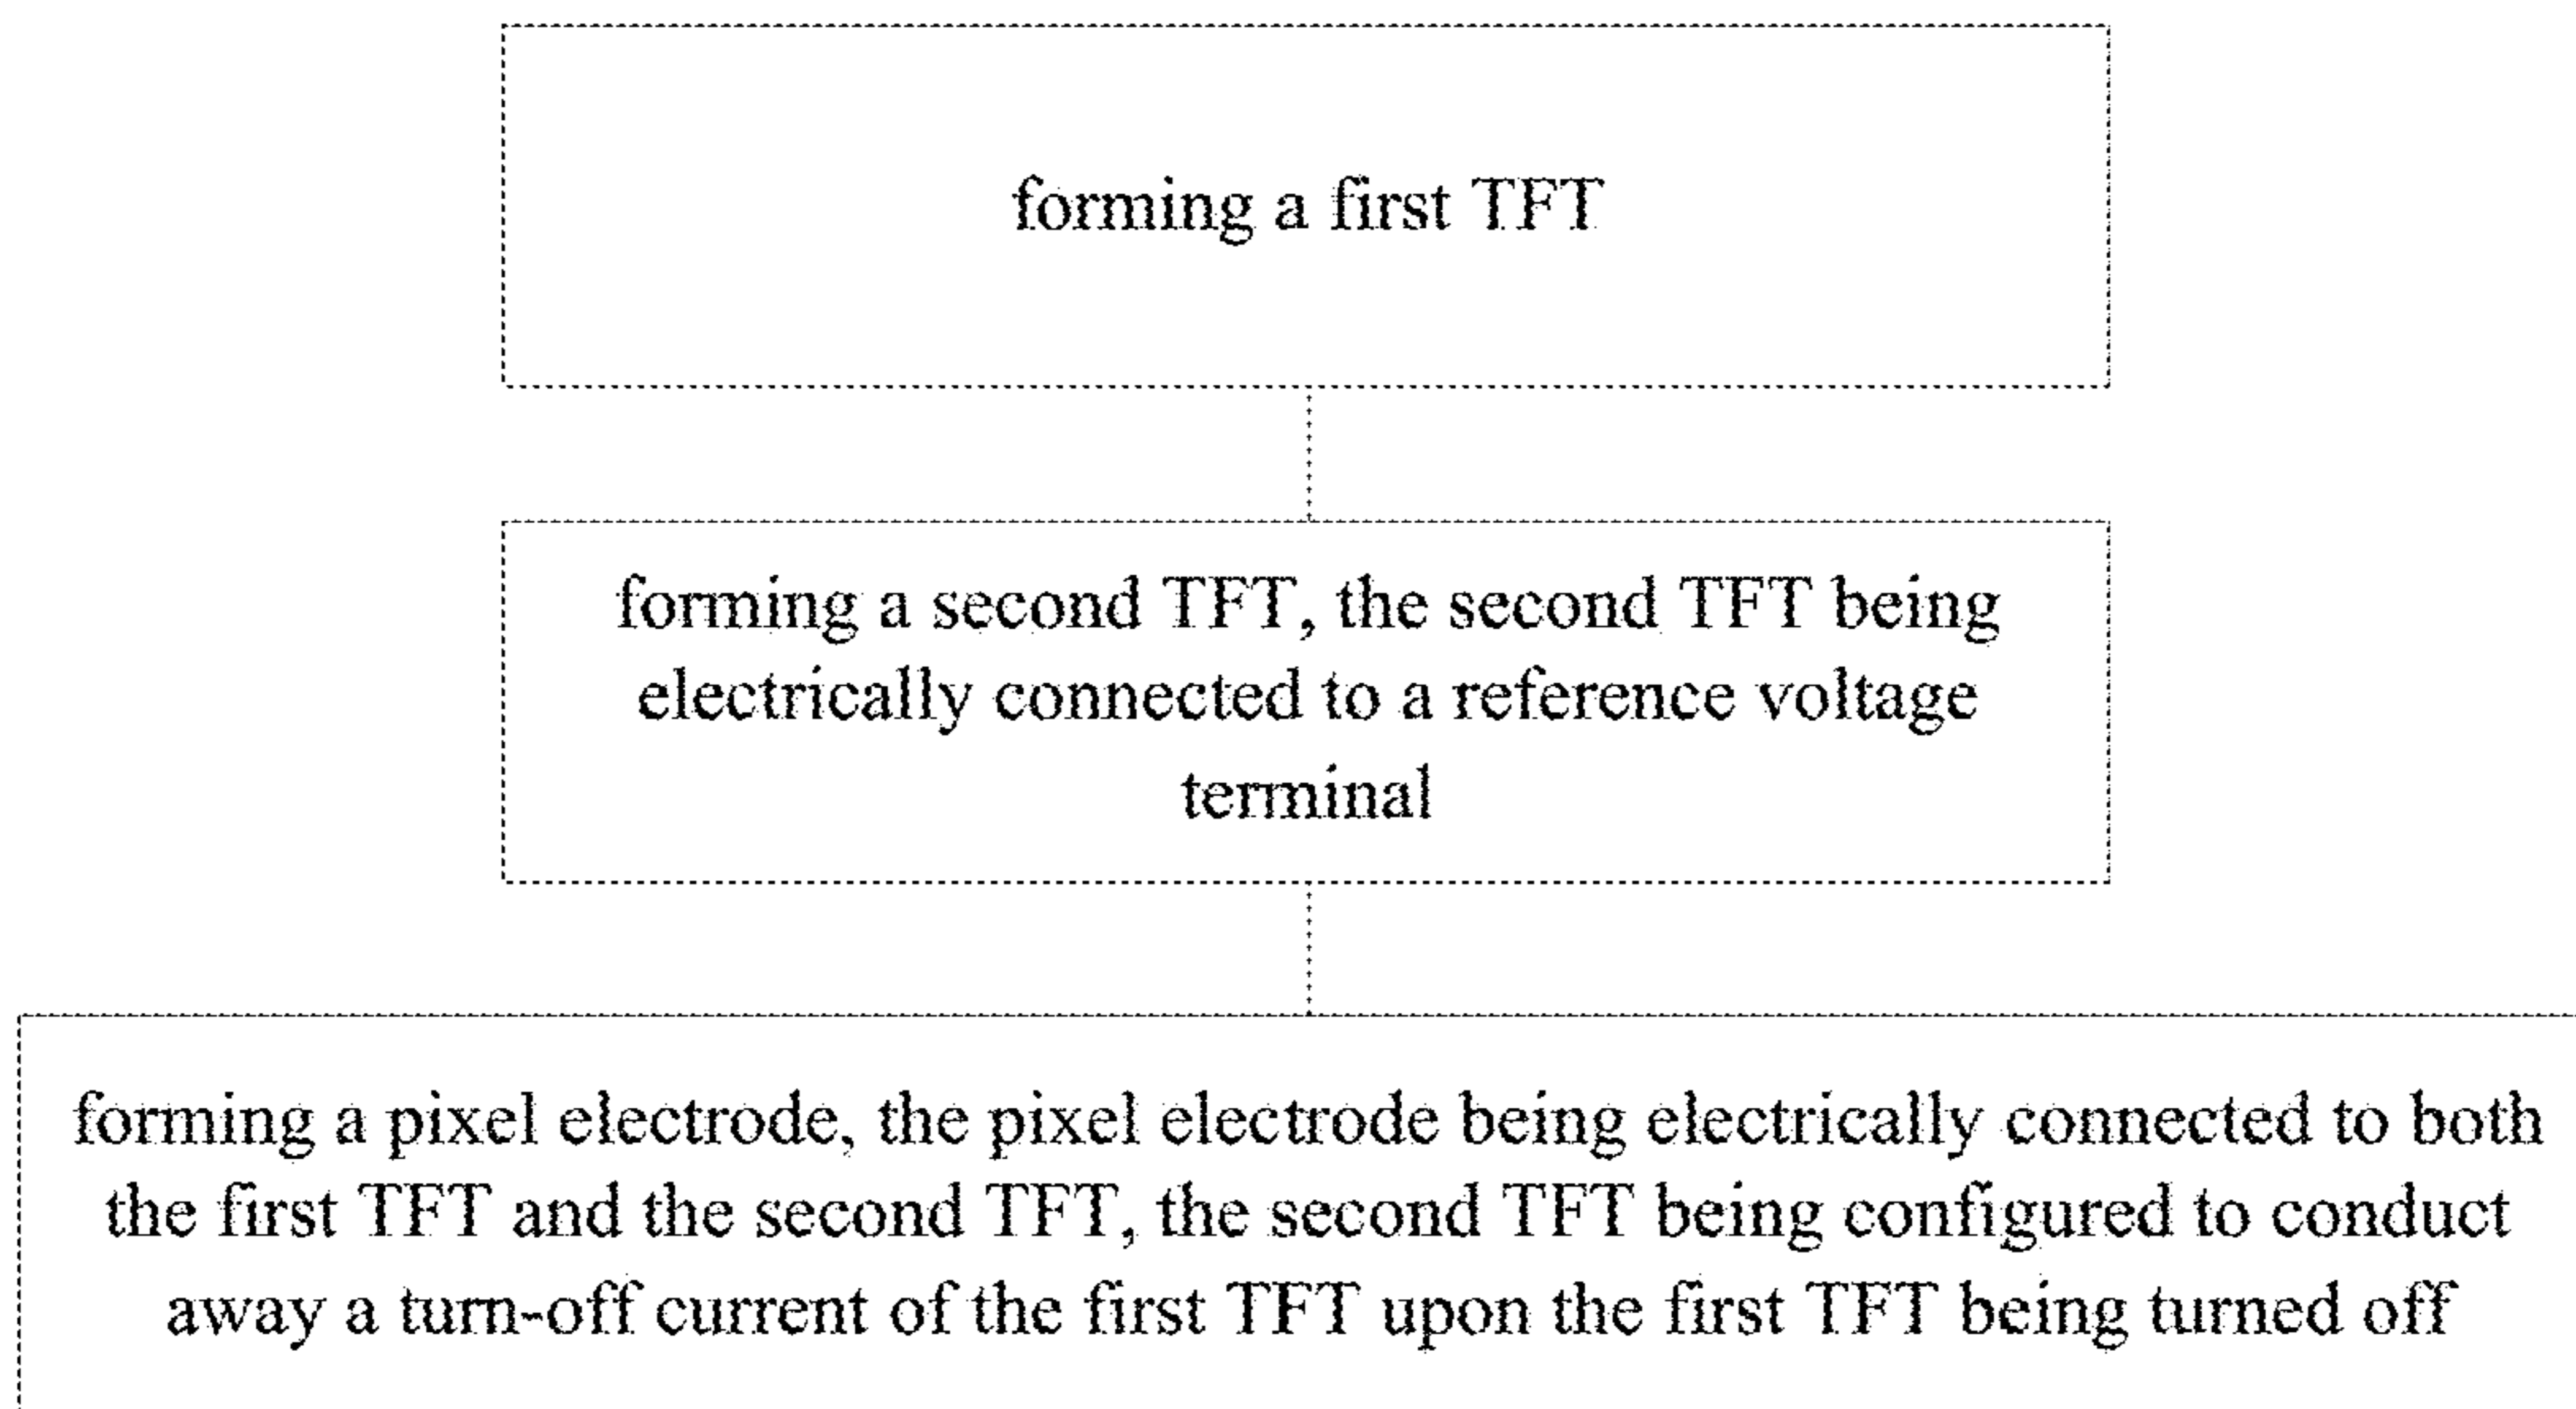 forming a first TFT
forming a second TFT, the second TFT being
electrically connected to a reference voltage
terminal
forming a pixel electrode, the pixel electrode being electrically connected to both
the first TFT and the second TFT, the second TFT being configured to conduct
away a turn-off current of the first TFT upon the first TFT being turned off